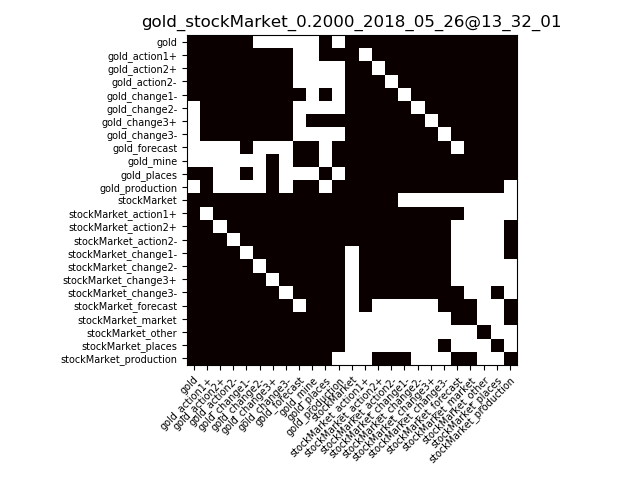 gold_stockMarket_0.2000_2018_05_26@13_32_01
gold
gold_action1+
gold_action2+
gold_action2-
gold_change1-
gold_change2-
gold_change3+
gold_change3-
gold_forecast
gold_mine
gold_places
gold_production
stockMarket
stockMarket_action1+
stockMarket_action2+
stockMarket_action2-
stockMarket_change1-
stockMarket_change2-
stockMarket_change3+
stockMarket_change3-
stockMarket_forecast
stockMarket_market
stockMarket_other
stockMarket_places
stockMarket_production
gold
gold_action1+
gold_action2+
gold_action2-
gold_change1-
gold_change2-
gold_change3+
gold_change3-
gold_forecast
gold_mine
gold_places
gold_production
stockMarket
stockMarket_action1+
stockMarket_action2+
stockMarket_action2-
stockMarket_change1-
stockMarket_change2-
stockMarket_change3+
stockMarket_change3-
stockMarket_forecast
stockMarket_market
stockMarket_other
stockMarket_places
stockMarket_production